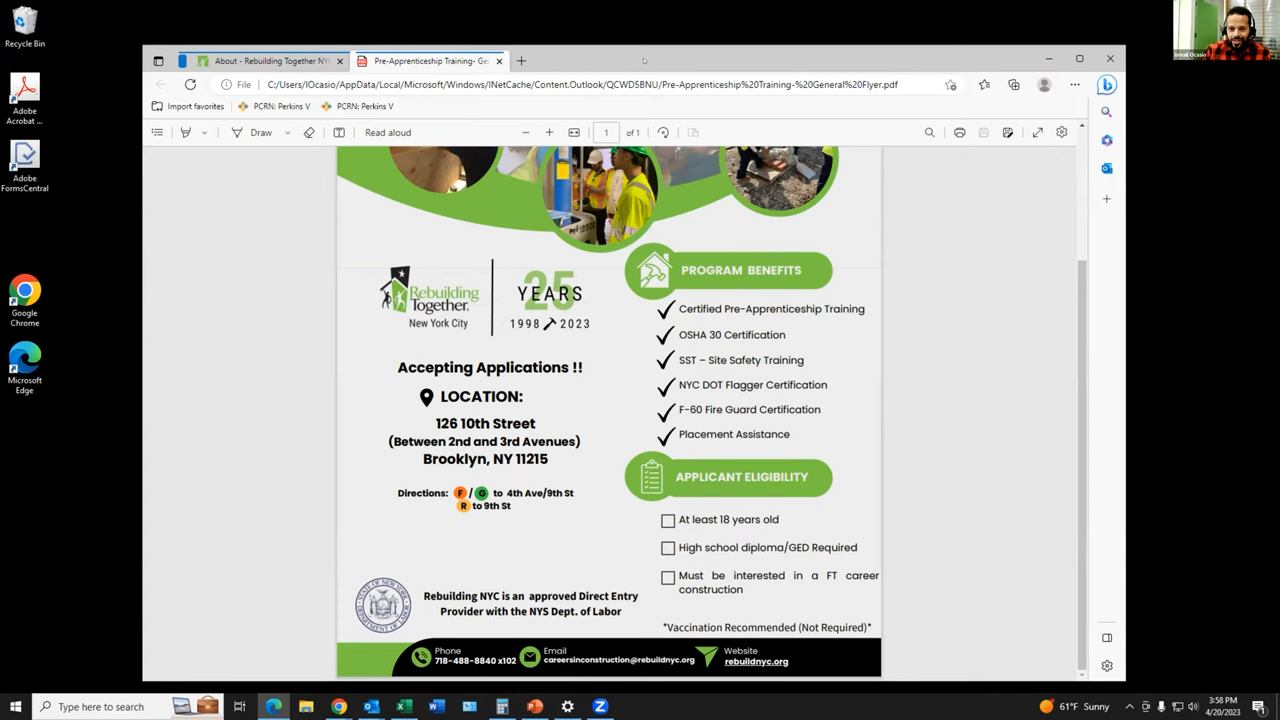 Recycle Bin
Adobe
Acrobat ...
Adobe
FormsCentral
Google
Chrome
Microsoft
Edge
Ismail Ocasio
About - Rebuilding Together NY
Pre-Apprenticeship Training- Ge
File
C:/Users/IOcasio/AppData/Local/Microsoft/Windows/INetCache/Content.Outlook/QCWD5BNU/Pre-Apprenticeship%20Training-%20General%20Flyer.pdf
Import favorites
PCRN: Perkins V
PCRN: Perkins V
Draw
Read aloud
1
of 1
Rebuilding
Together.
New York City
25
YEARS
1998 2023
Accepting Applications !!
LOCATION:
126 10th Street
(Between 2nd and 3rd Avenues)
Brooklyn, NY 11215
Directions: F / G to 4th Ave/9th St
R to 9th St
Rebuilding NYC is an approved Direct Entry
Provider with the NYS Dept. of Labor
PROGRAM BENEFITS
Certified Pre-Apprenticeship Training
OSHA 30 Certification
SST – Site Safety Training
NYC DOT Flagger Certification
F-60 Fire Guard Certification
Placement Assistance
APPLICANT ELIGIBILITY
At least 18 years old
High school diploma/GED Required
Must be interested in a FT career
construction
*Vaccination Recommended (Not Required)*
Phone
718-488-8840 x102
Email
careersinconstruction@rebuildnyc.org
Website
rebuildnyc.org
Type here to search
61°F Sunny
3:58 PM
4/20/2023